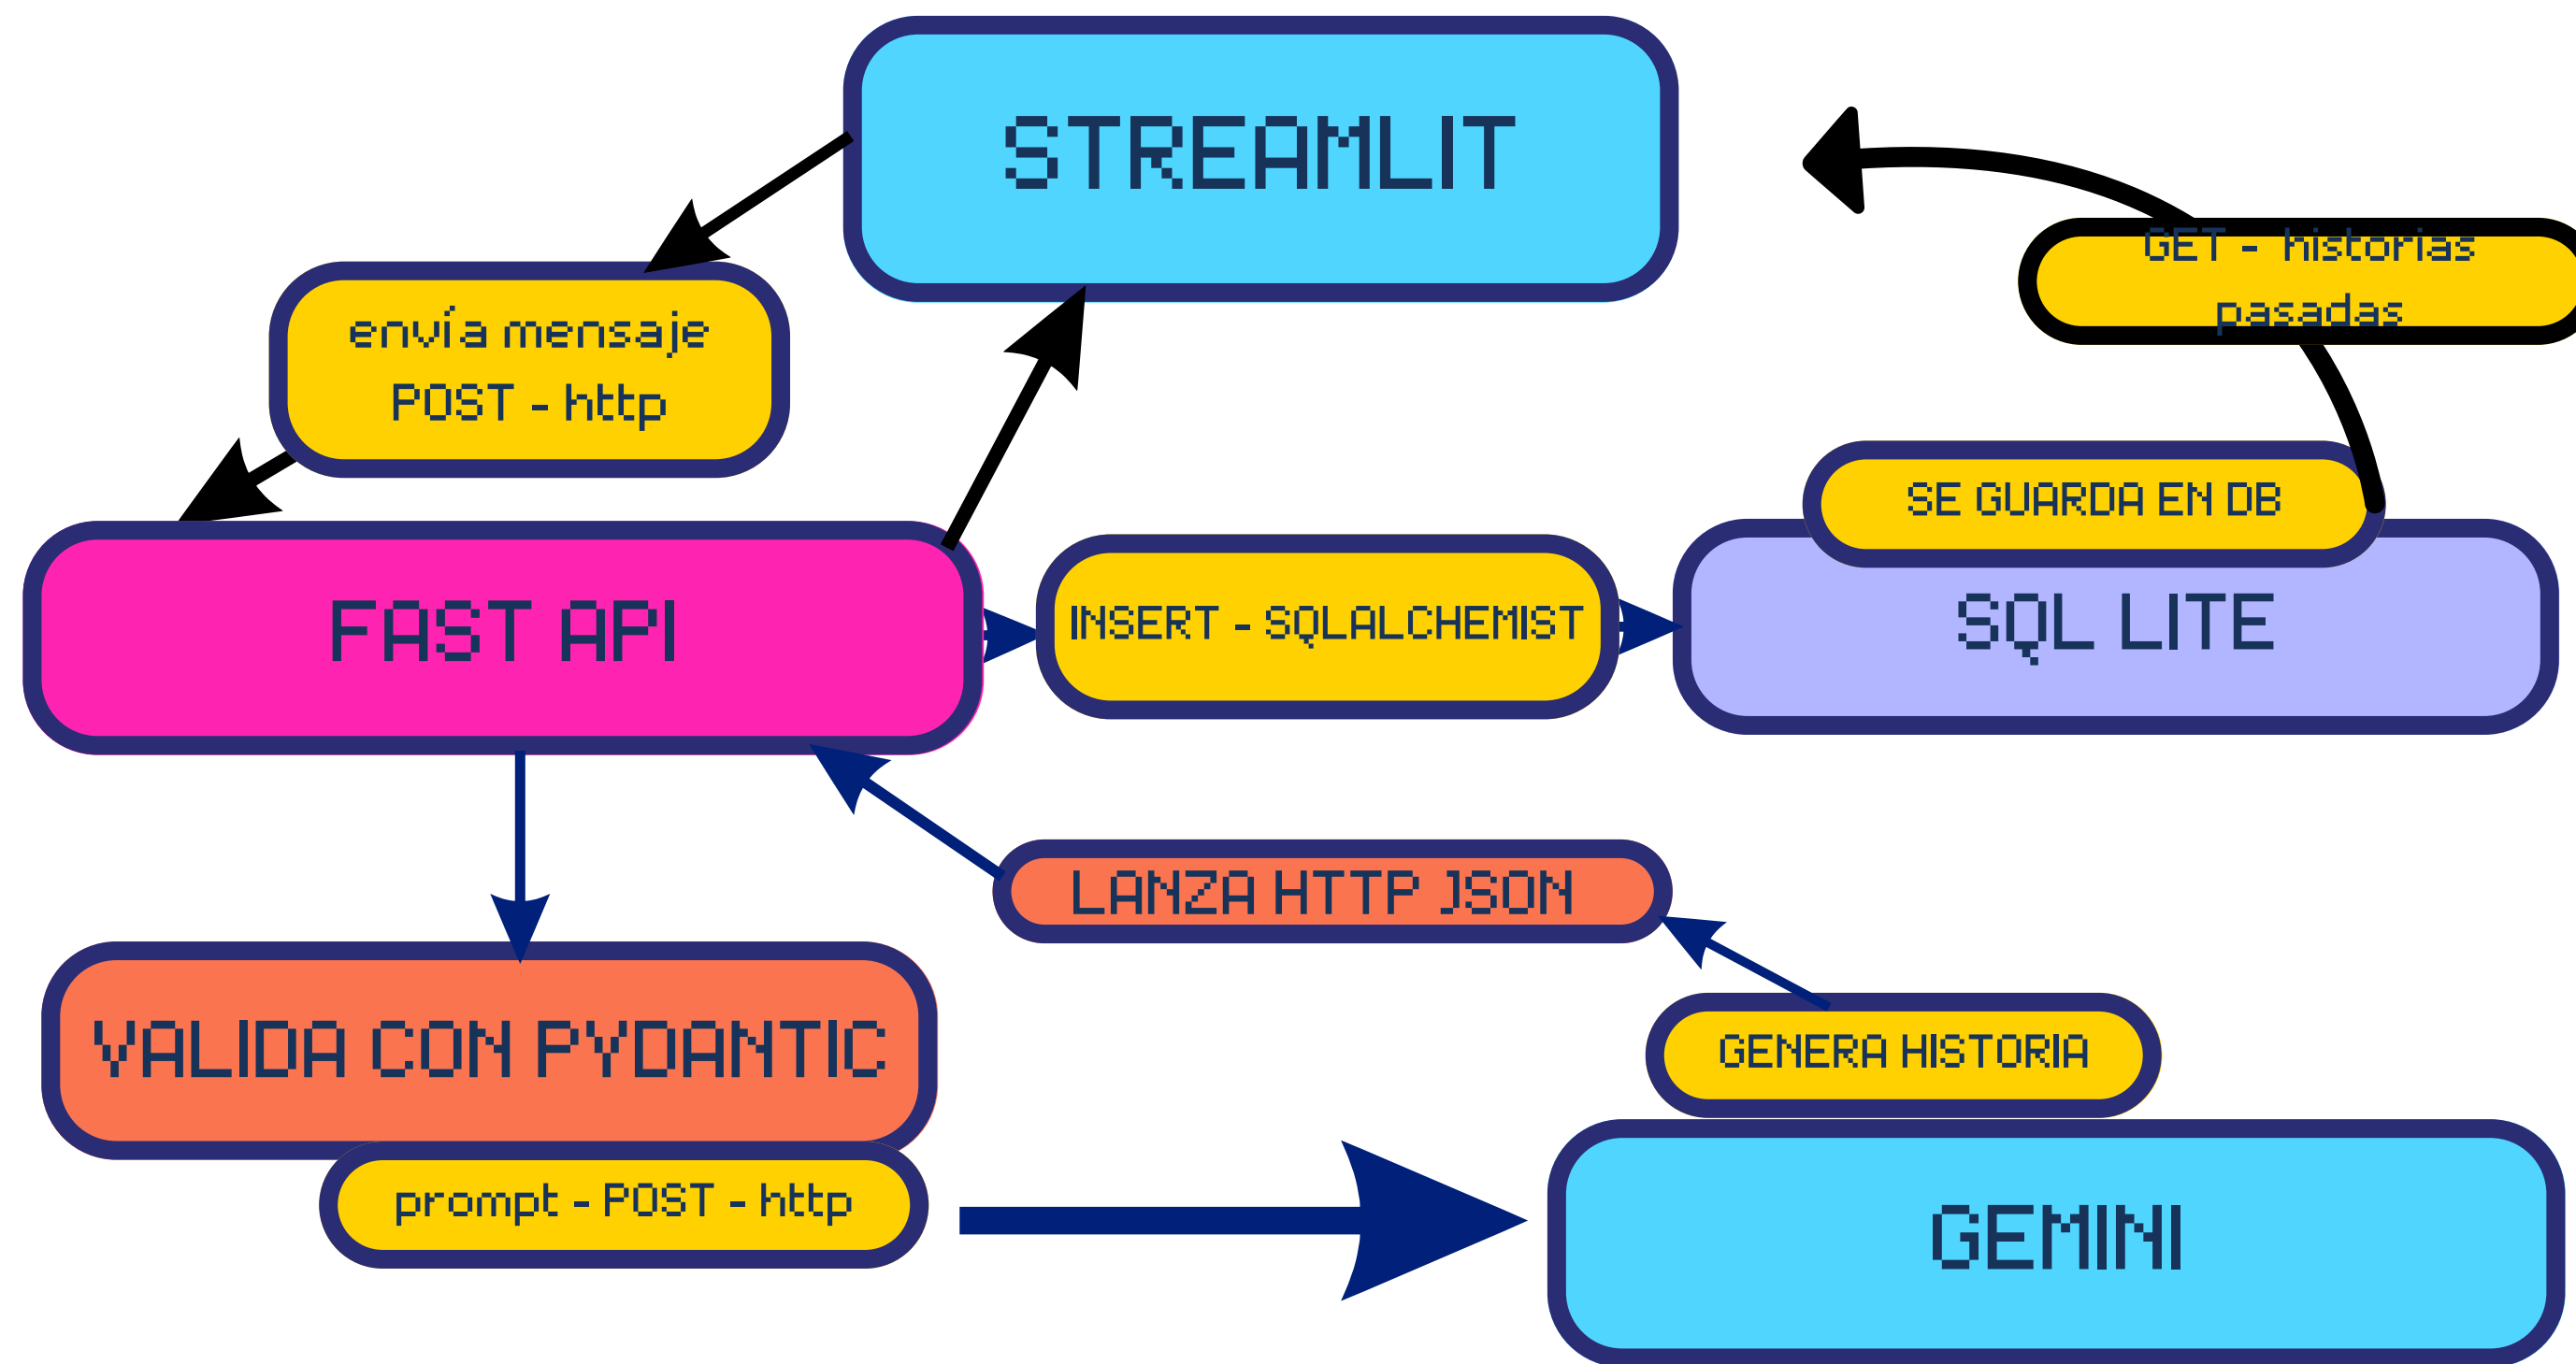 STREAMLIT
GET - historias
pasadas
envía mensaje
POST - http
SE GUARDA EN DB
FAST API
INSERT - SQLALCHEMIST
SQL LITE
LANZA HTTP JSON
VALIDA CON PYDANTIC
GENERA HISTORIA
prompt - POST - http
GEMINI